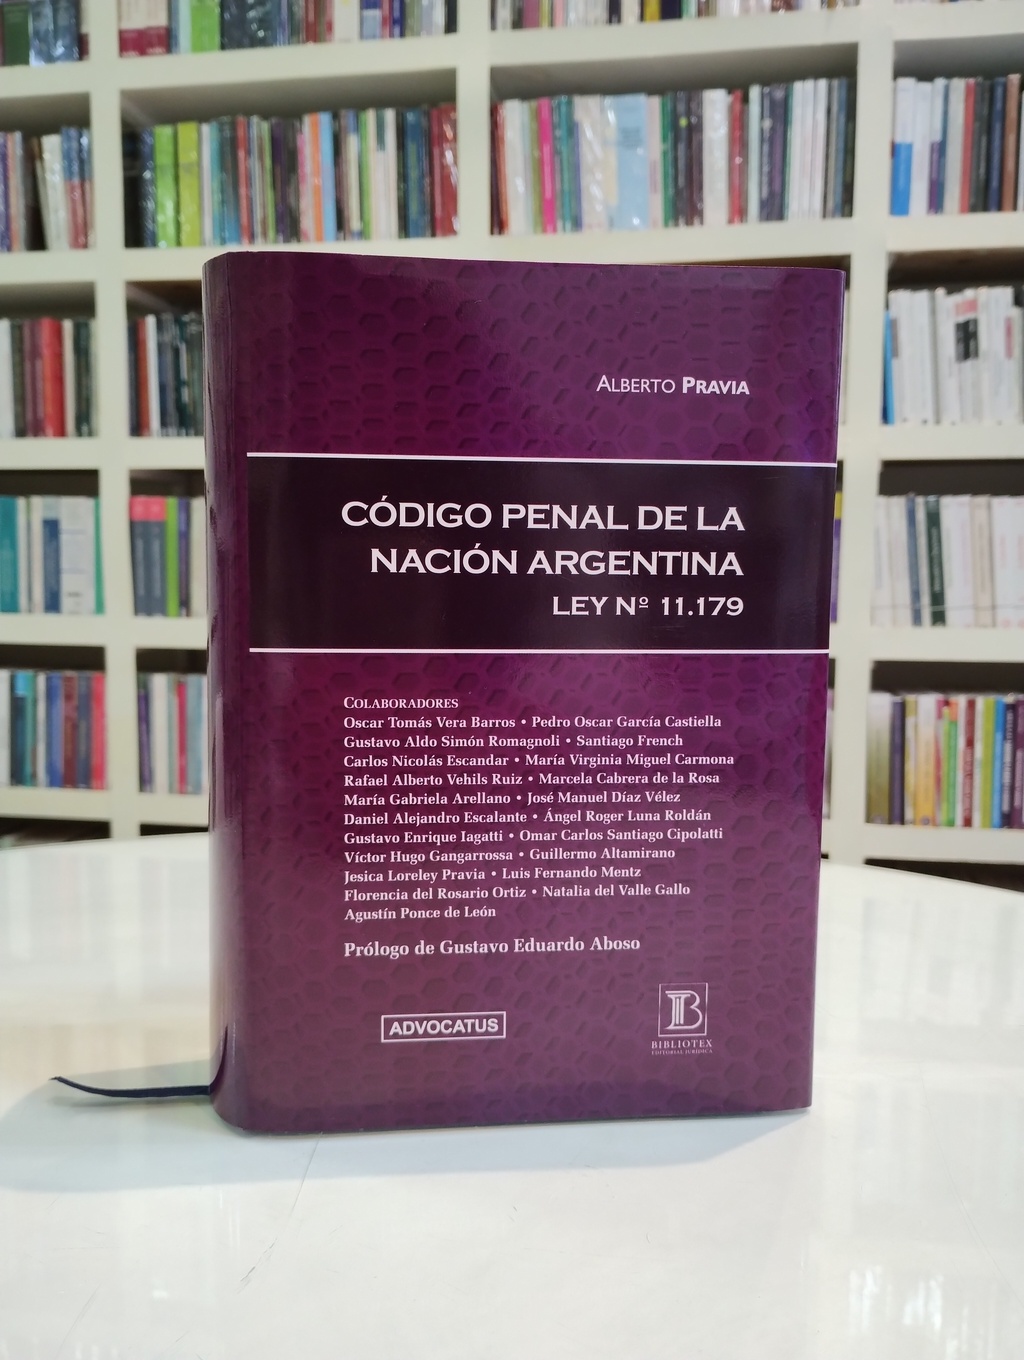 ALBERTO PRAVIA
CÓDIGO PENAL DE LA
NACIÓN ARGENTINA
LEY Nº 11.179
COLABORADORES
Oscar Tomás Vera Barros • Pedro Oscar García Castiella
Gustavo Aldo Simón Romagnoli • Santiago French
Carlos Nicolás Escandar • María Virginia Miguel Carmona
Rafael Alberto Vehils Ruiz • Marcela Cabrera de la Rosa
María Gabriela Arellano • José Manuel Díaz Vélez
Daniel Alejandro Escalante • Ángel Roger Luna Roldán
Gustavo Enrique Iagatti • Omar Carlos Santiago Cipolatti
Víctor Hugo Gangarrossa • Guillermo Altamirano
Jesica Loreley Pravia • Luis Fernando Mentz
Florencia del Rosario Ortiz • Natalia del Valle Gallo
Agustín Ponce de León
Prólogo de Gustavo Eduardo Aboso
ADVOCATUS
B
BIBLIOTEX
EDITORIAL JURÍDICA